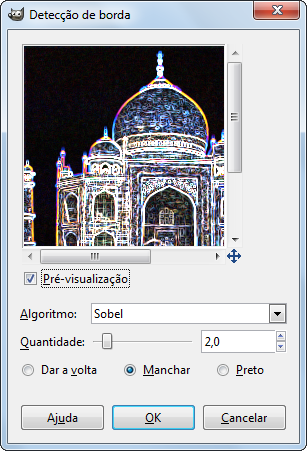 Detecção de borda
Pré-visualização
Algoritmo: Sobel
Quantidade: 2,0
Dar a volta Manchar Preto
Ajuda OK Cancelar